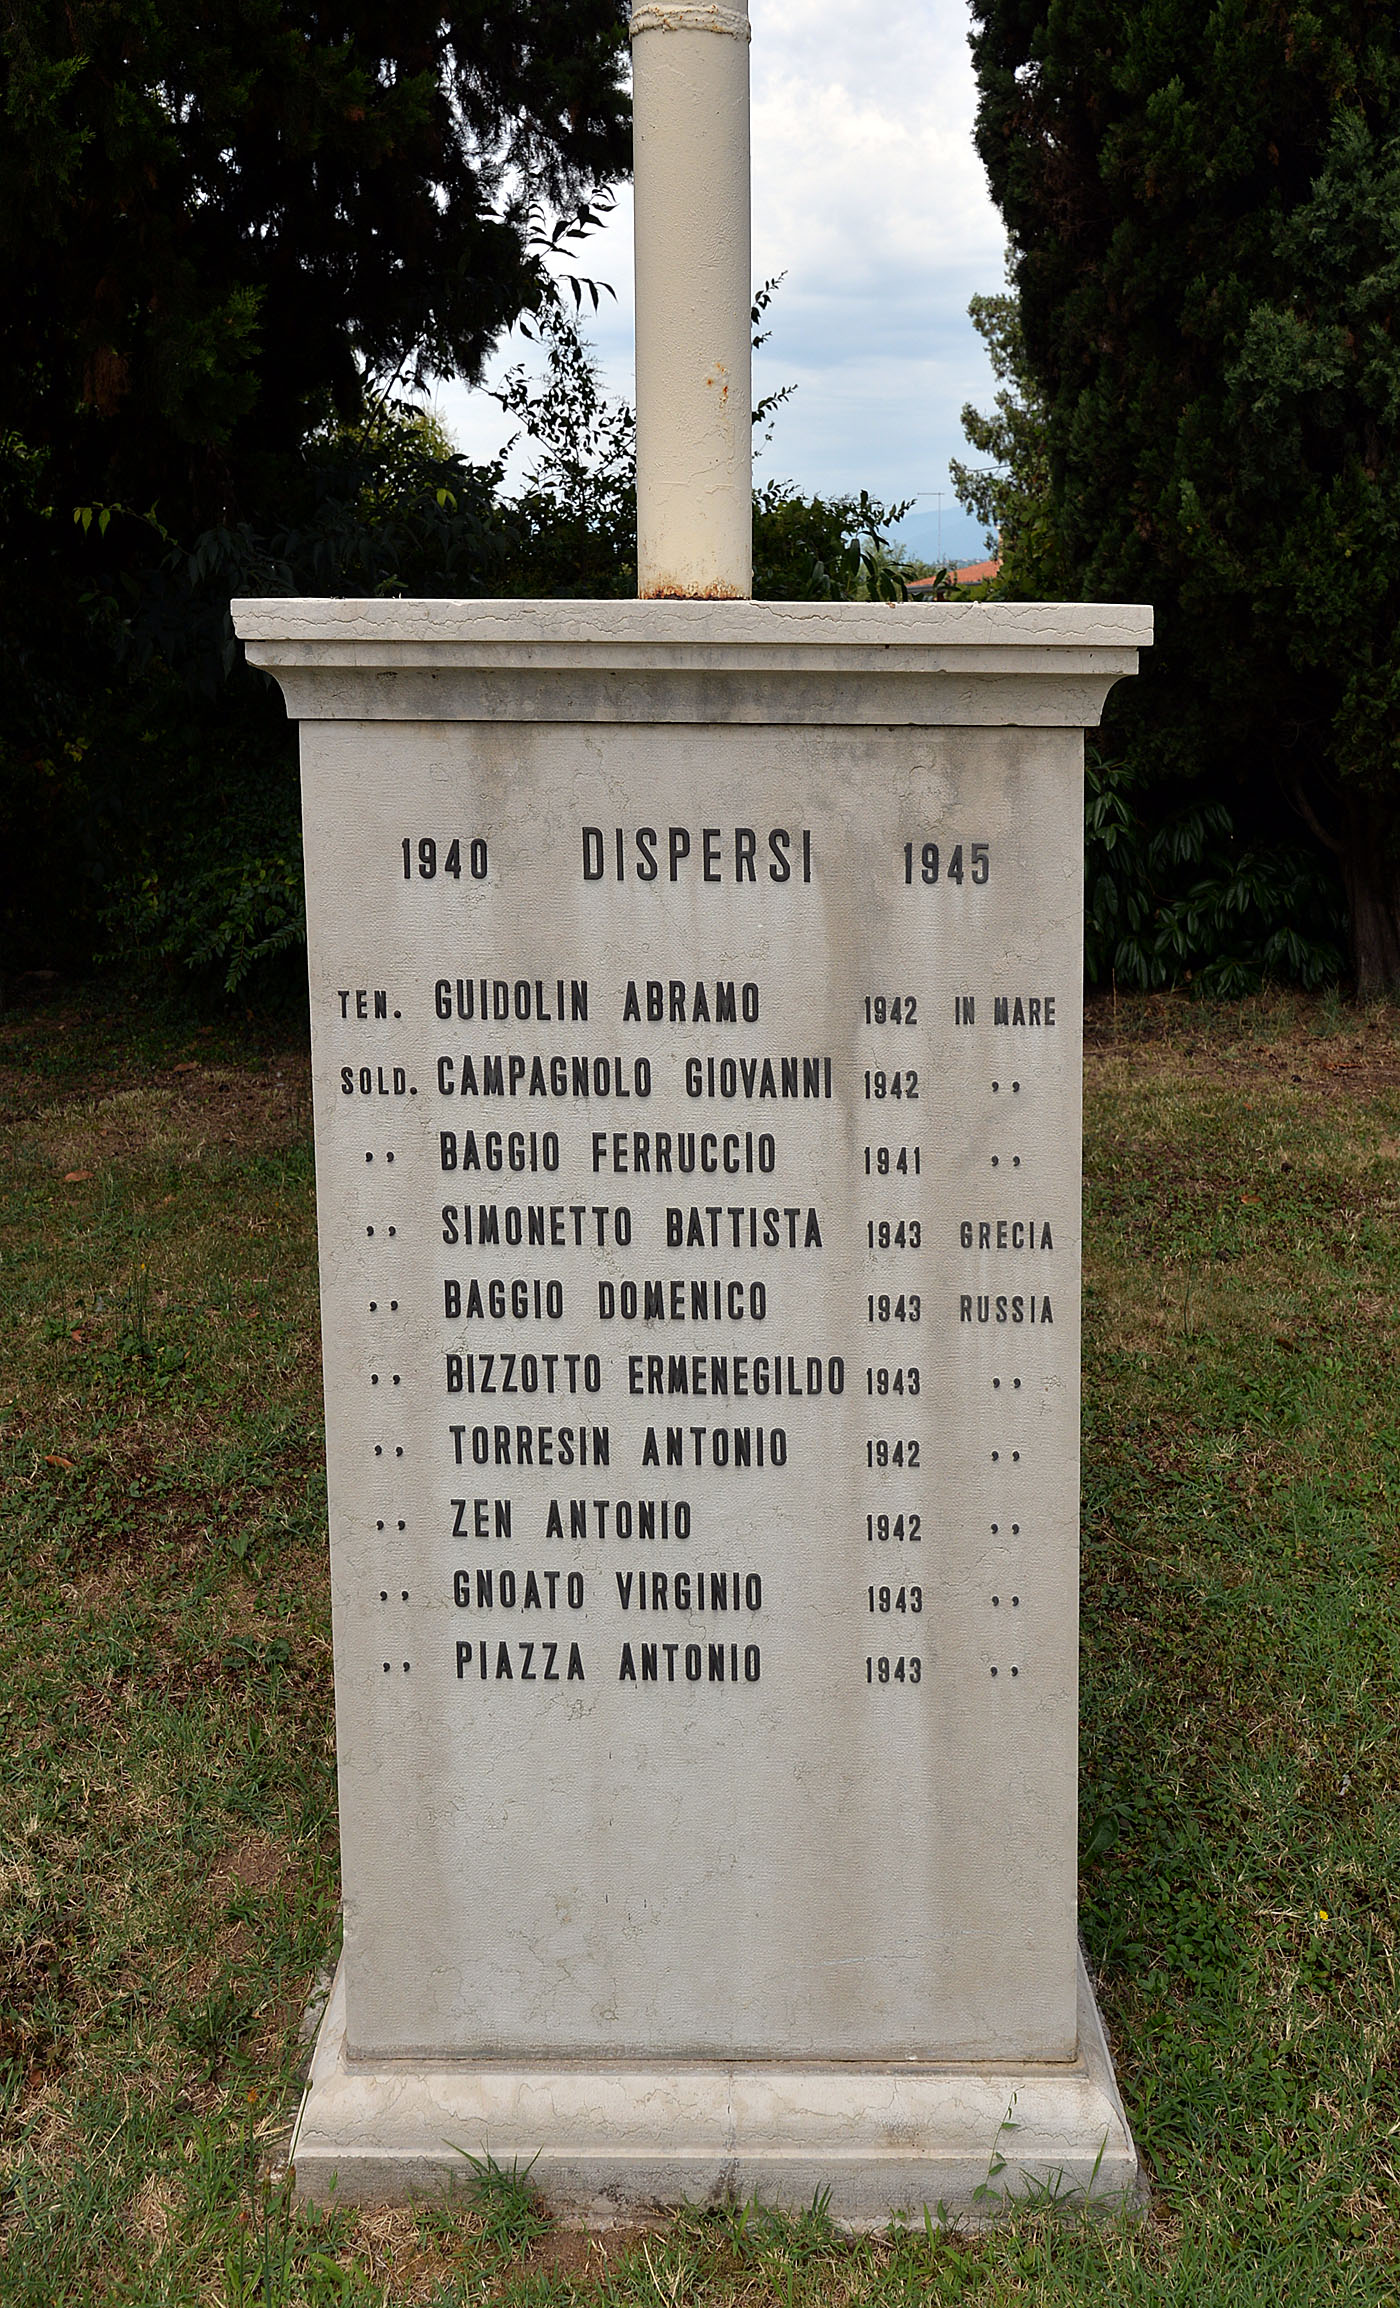 1940 DISPERSI 1945
TEN. GUIDOLIN ABRAMO 1942 IN MARE
SOLD. CAMPAGNOLO GIOVANNI 1942 ,,
,, BAGGIO FERRUCCIO 1941 ,,
,, SIMONETTO BATTISTA 1943 GRECIA
,, BAGGIO DOMENICO 1943 RUSSIA
,, BIZZOTTO ERMENEGILDO 1943 ,,
,, TORRESIN ANTONIO 1942 ,,
,, ZEN ANTONIO 1942 ,,
,, GNOATO VIRGINIO 1943 ,,
,, PIAZZA ANTONIO 1943 ,,